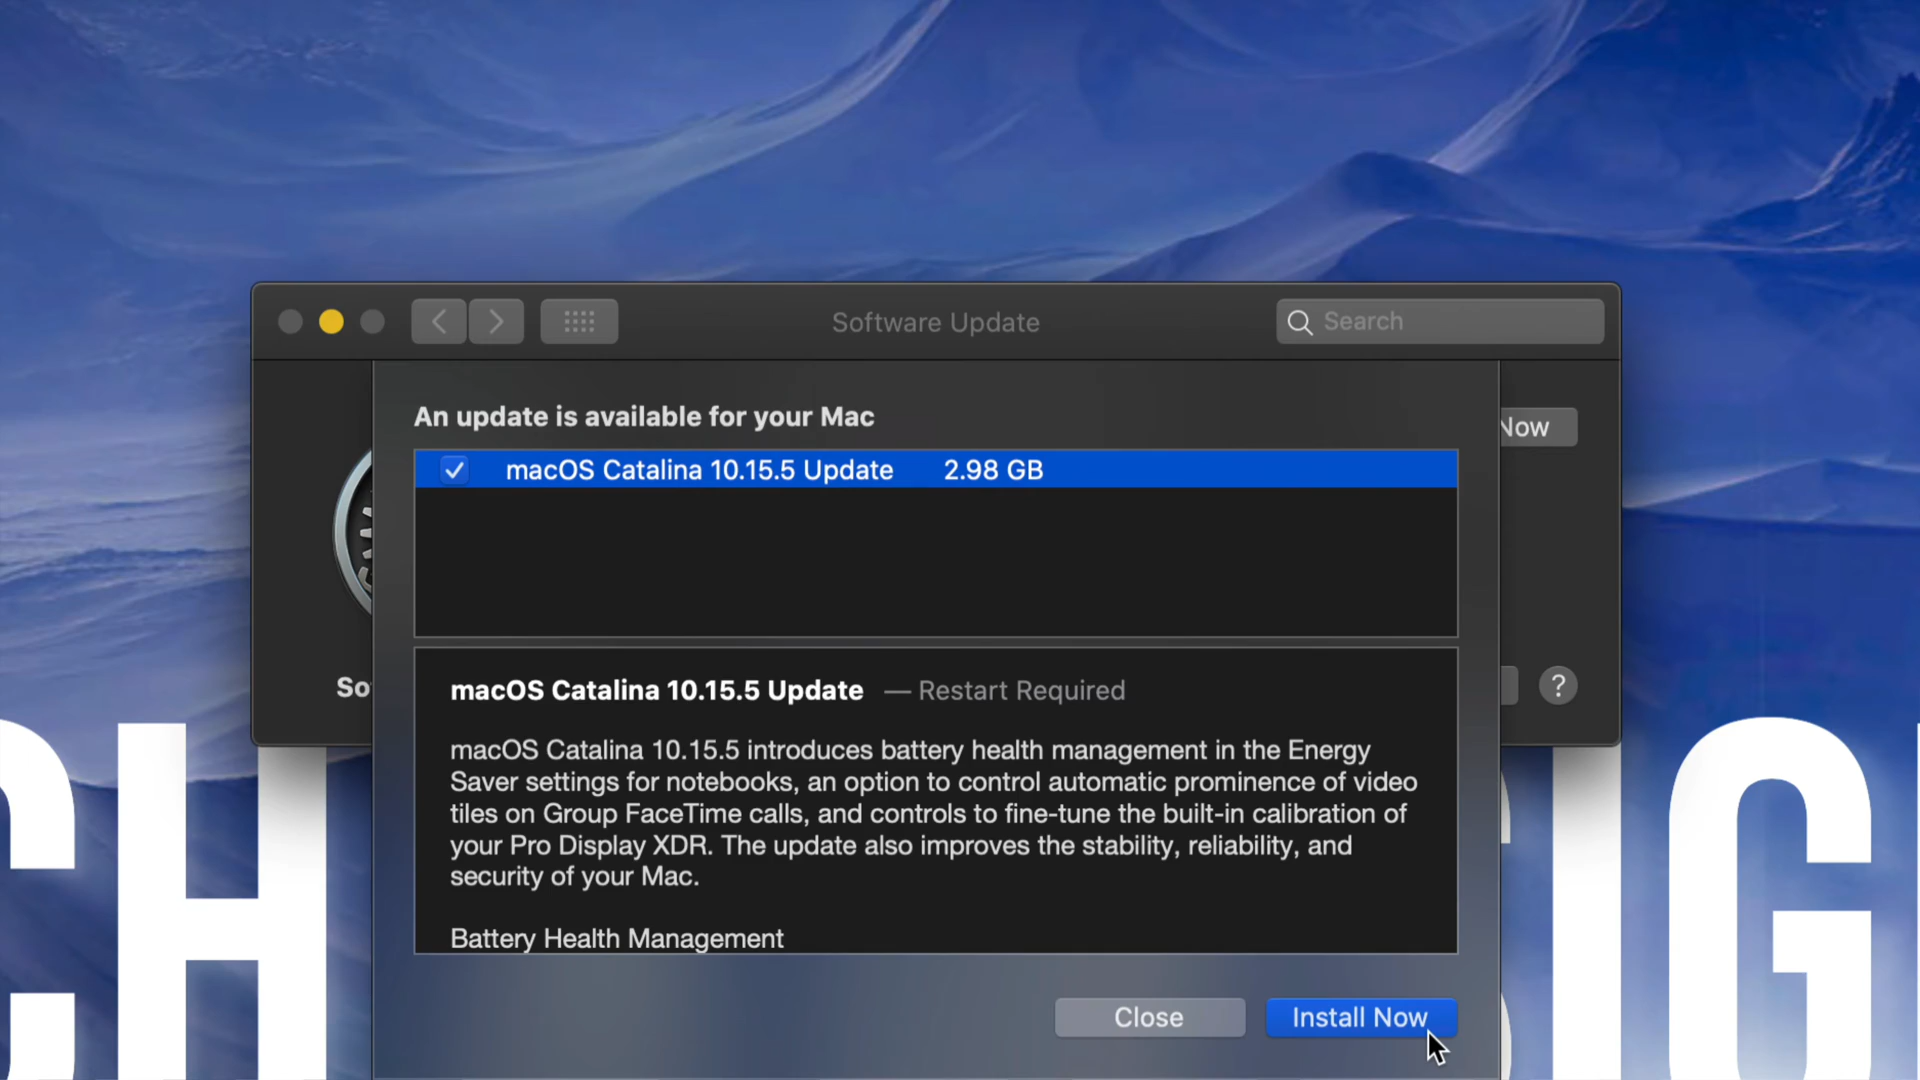 Software Update
Search
An update is available for your Mac
Now
macOS Catalina 10.15.5 Update 2.98 GB
macOS Catalina 10.15.5 Update — Restart Required
macOS Catalina 10.15.5 introduces battery health management in the Energy
Saver settings for notebooks, an option to control automatic prominence of video
tiles on Group FaceTime calls, and controls to fine-tune the built-in calibration of
your Pro Display XDR. The update also improves the stability, reliability, and
security of your Mac.
Battery Health Management
?
Close
Install Now